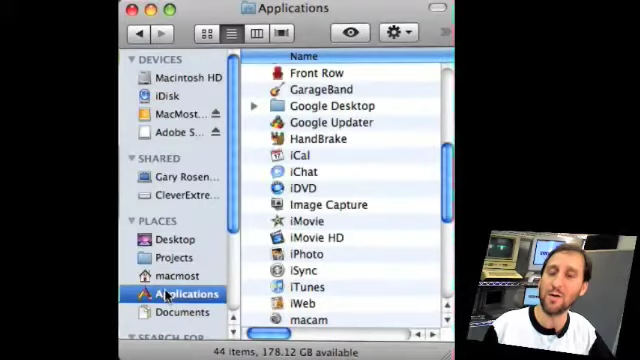 Applications
DEVICES
Macintosh HD
iDisk
MacMost...
Adobe S...
SHARED
Gary Rosen...
CleverExtre...
PLACES
Desktop
Projects
macmost
Applications
Documents
SEARCH FOR
Name
Front Row
GarageBand
Google Desktop
Google Updater
HandBrake
iCal
iChat
iDVD
Image Capture
iMovie
iMovie HD
iPhoto
iSync
iTunes
iWeb
macam
44 items, 178.12 GB available